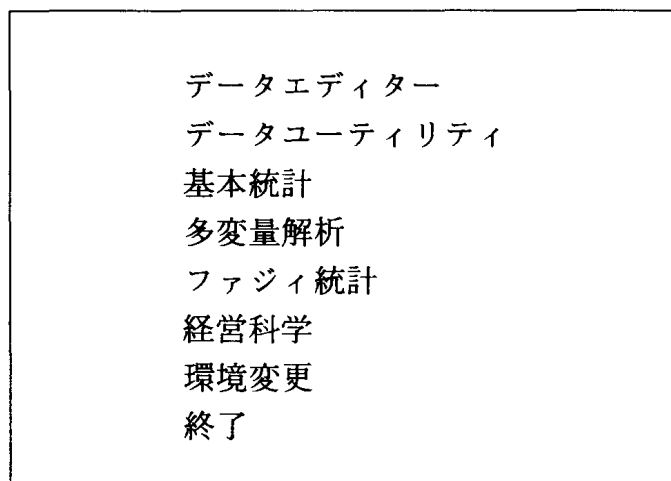 データエディター
データユーティリティ
基本統計
多変量解析
ファジィ統計
経営科学
環境変更
終了